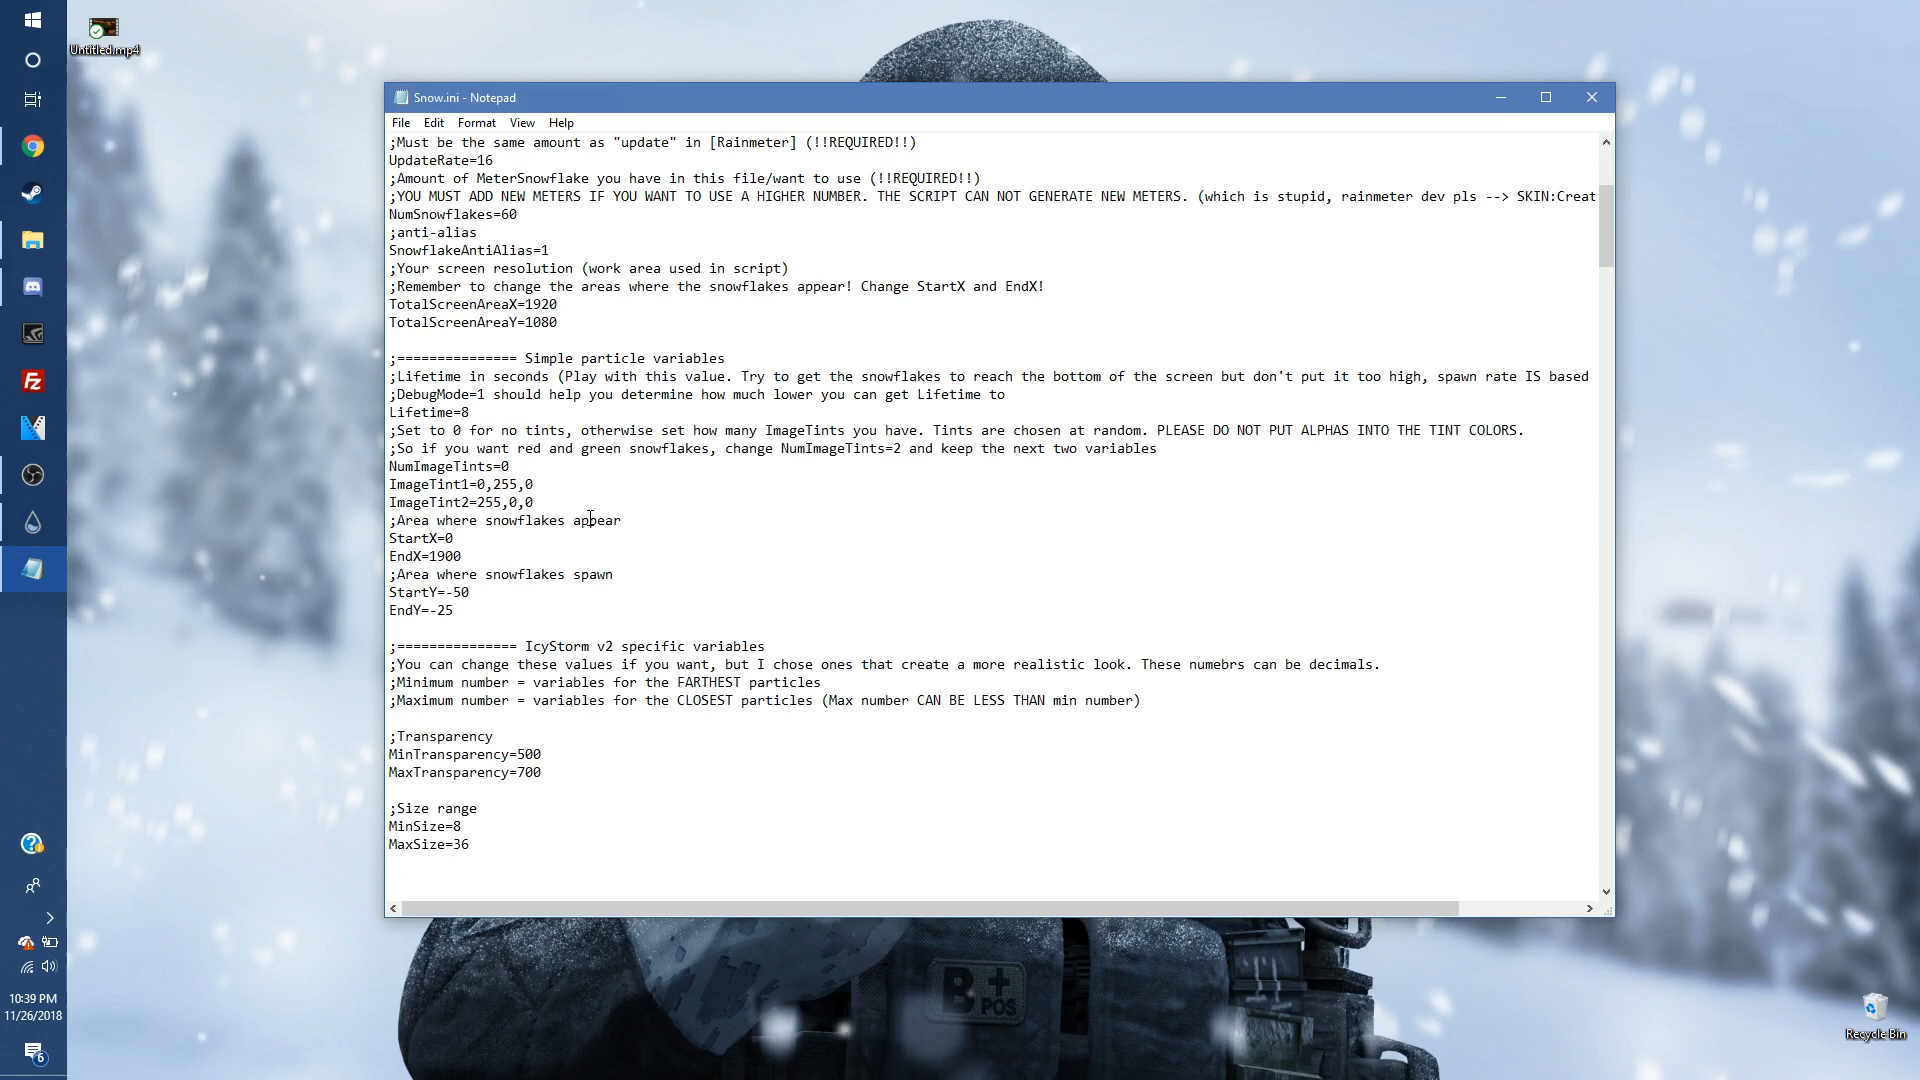 Untitled.mp4
Snow.ini - Notepad
File Edit Format View Help
;Must be the same amount as "update" in [Rainmeter] (!!REQUIRED!!)
UpdateRate=16
;Amount of MeterSnowflake you have in this file/want to use (!!REQUIRED!!)
;YOU MUST ADD NEW METERS IF YOU WANT TO USE A HIGHER NUMBER. THE SCRIPT CAN NOT GENERATE NEW METERS. (which is stupid, rainmeter dev pls --> SKIN:Creat
NumSnowflakes=60
;anti-alias
SnowflakeAntiAlias=1
;Your screen resolution (work area used in script)
;Remember to change the areas where the snowflakes appear! Change StartX and EndX!
TotalScreenAreaX=1920
TotalScreenAreaY=1080
;=============== Simple particle variables
;Lifetime in seconds (Play with this value. Try to get the snowflakes to reach the bottom of the screen but don't put it too high, spawn rate IS based
;DebugMode=1 should help you determine how much lower you can get Lifetime to
Lifetime=8
;Set to 0 for no tints, otherwise set how many ImageTints you have. Tints are chosen at random. PLEASE DO NOT PUT ALPHAS INTO THE TINT COLORS.
;So if you want red and green snowflakes, change NumImageTints=2 and keep the next two variables
NumImageTints=0
ImageTint1=0,255,0
ImageTint2=255,0,0
;Area where snowflakes appear
StartX=0
EndX=1900
;Area where snowflakes spawn
StartY=-50
EndY=-25
;=============== IcyStorm v2 specific variables
;You can change these values if you want, but I chose ones that create a more realistic look. These numebrs can be decimals.
;Minimum number = variables for the FARTHEST particles
;Maximum number = variables for the CLOSEST particles (Max number CAN BE LESS THAN min number)
;Transparency
MinTransparency=500
MaxTransparency=700
;Size range
MinSize=8
MaxSize=36
B + POS
10:39 PM
11/26/2018
6
Recycle Bin